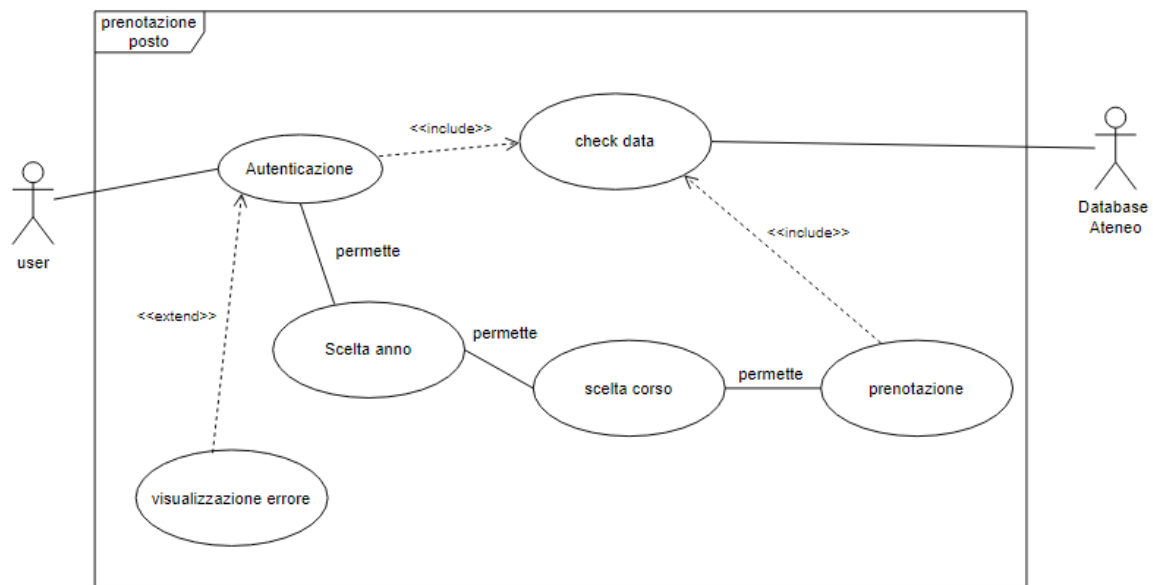 prenotazione
posto
<<include>>
check data
Autenticazione
user
Database
Ateneo
<<include>>
permette
<<extend>>
permette
Scelta anno
permette
scelta corso
prenotazione
visualizzazione errore